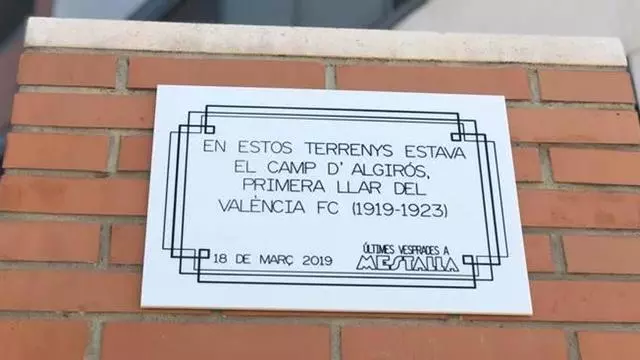 EN ESTOS TERRENYS ESTAVA
EL CAMP D' ALGIRÓS,
PRIMERA LLAR DEL
VALÈNCIA FC (1919-1923)
18 DE MARÇ 2019
ÚLTIMES VESPRADES A
MESTALLA